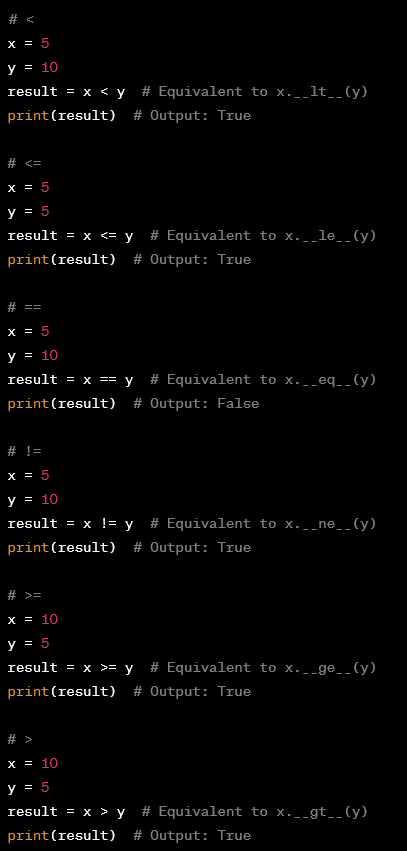 # <
x = 5
y = 10
result = x < y  # Equivalent to x.__lt__(y)
print(result)  # Output: True

# <=
x = 5
y = 5
result = x <= y  # Equivalent to x.__le__(y)
print(result)  # Output: True

# ==
x = 5
y = 10
result = x == y  # Equivalent to x.__eq__(y)
print(result)  # Output: False

# !=
x = 5
y = 10
result = x != y  # Equivalent to x.__ne__(y)
print(result)  # Output: True

# >=
x = 10
y = 5
result = x >= y  # Equivalent to x.__ge__(y)
print(result)  # Output: True

# >
x = 10
y = 5
result = x > y  # Equivalent to x.__gt__(y)
print(result)  # Output: True